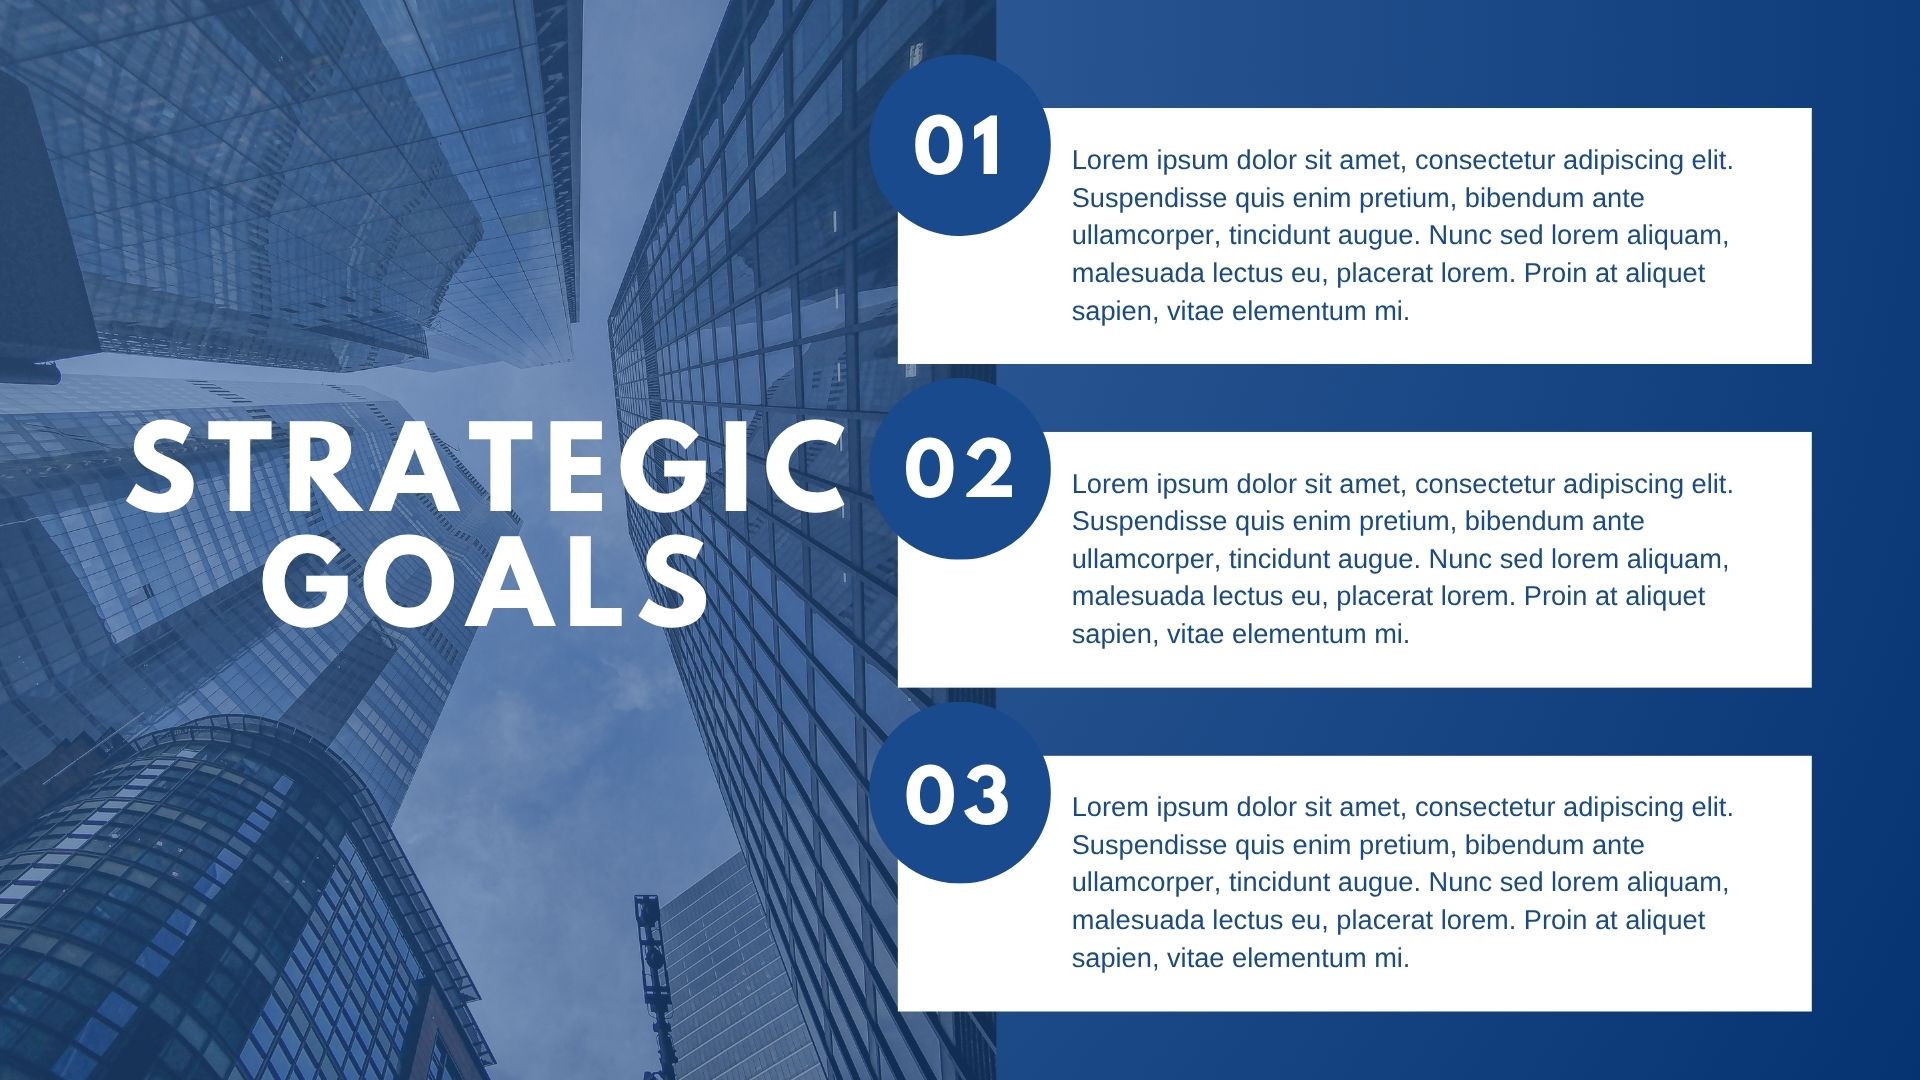 STRATEGIC
GOALS
01
Lorem ipsum dolor sit amet, consectetur adipiscing elit.
Suspendisse quis enim pretium, bibendum ante
ullamcorper, tincidunt augue. Nunc sed lorem aliquam,
malesuada lectus eu, placerat lorem. Proin at aliquet
sapien, vitae elementum mi.
02
Lorem ipsum dolor sit amet, consectetur adipiscing elit.
Suspendisse quis enim pretium, bibendum ante
ullamcorper, tincidunt augue. Nunc sed lorem aliquam,
malesuada lectus eu, placerat lorem. Proin at aliquet
sapien, vitae elementum mi.
03
Lorem ipsum dolor sit amet, consectetur adipiscing elit.
Suspendisse quis enim pretium, bibendum ante
ullamcorper, tincidunt augue. Nunc sed lorem aliquam,
malesuada lectus eu, placerat lorem. Proin at aliquet
sapien, vitae elementum mi.